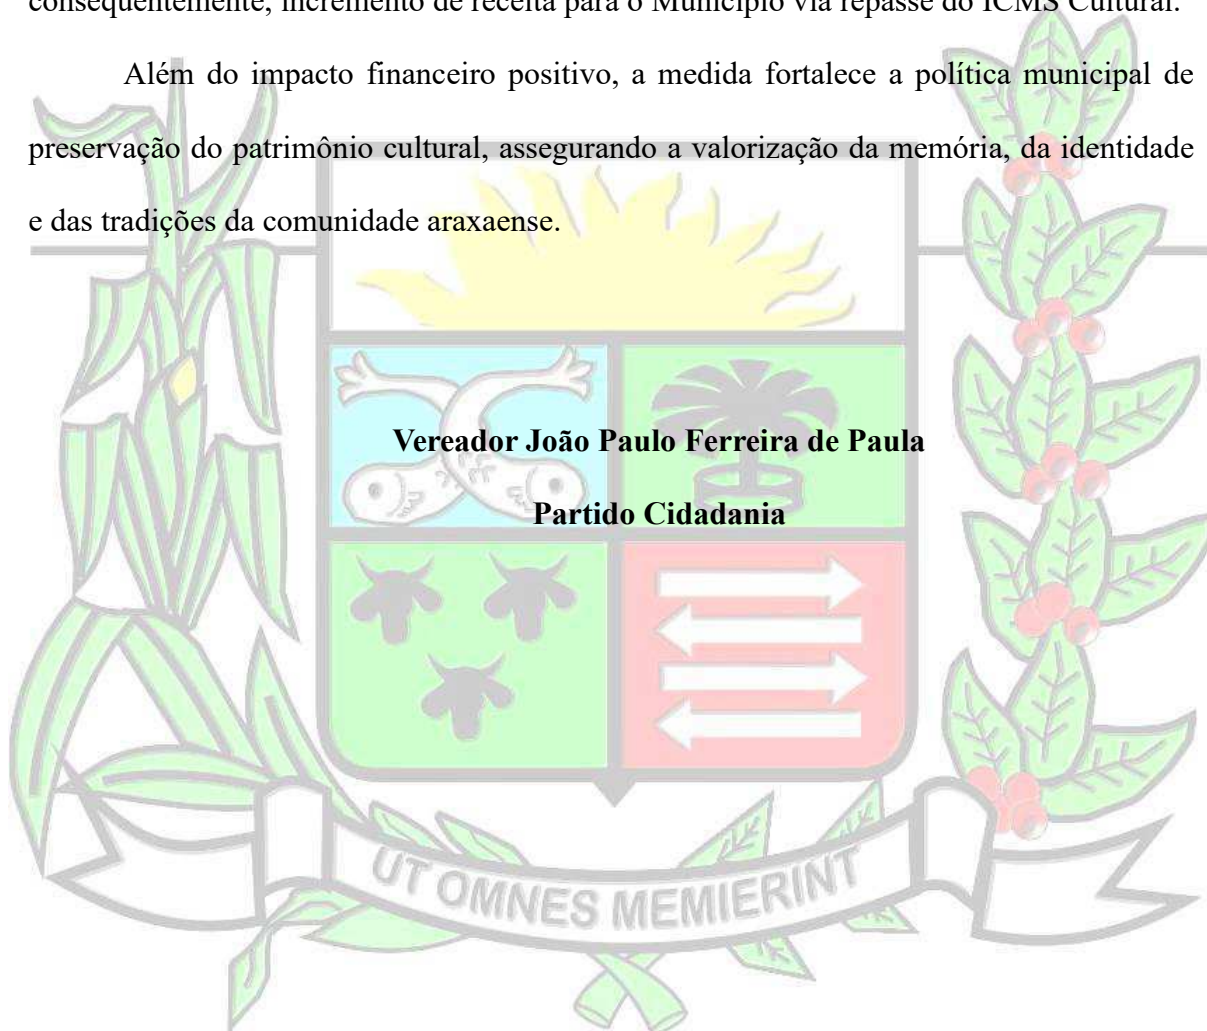 consequentemente, incremento de receita para o Município via repasse do ICMS Cultural.
Além do impacto financeiro positivo, a medida fortalece a política municipal de
preservação do patrimônio cultural, assegurando a valorização da memória, da identidade
e das tradições da comunidade araxaense.
Vereador João Paulo Ferreira de Paula
Partido Cidadania
UT OMNES MEMIERINT